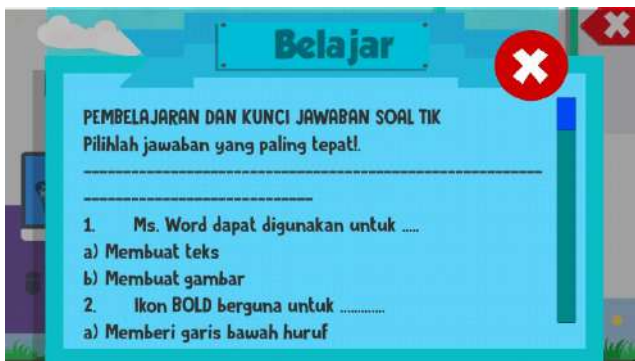 Belajar
PEMBELAJARAN DAN KUNCI JAWABAN SOAL TIK
Pilihlah jawaban yang paling tepat!.
----------------------------------------------------------
-----------------------------
1. Ms. Word dapat digunakan untuk .....
a) Membuat teks
b) Membuat gambar
2. Ikon BOLD berguna untuk .............
a) Memberi garis bawah huruf